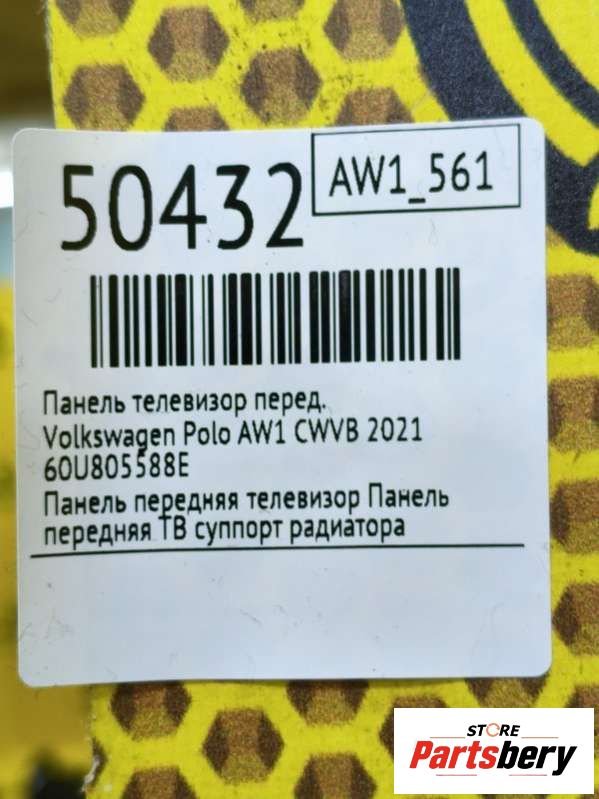 50432
AW1_561
Панель телевизор перед.
Volkswagen Polo AW1 CWVB 2021
60U805588E
Панель передняя телевизор Панель
передняя ТВ суппорт радиатора
STORE
Partsbery